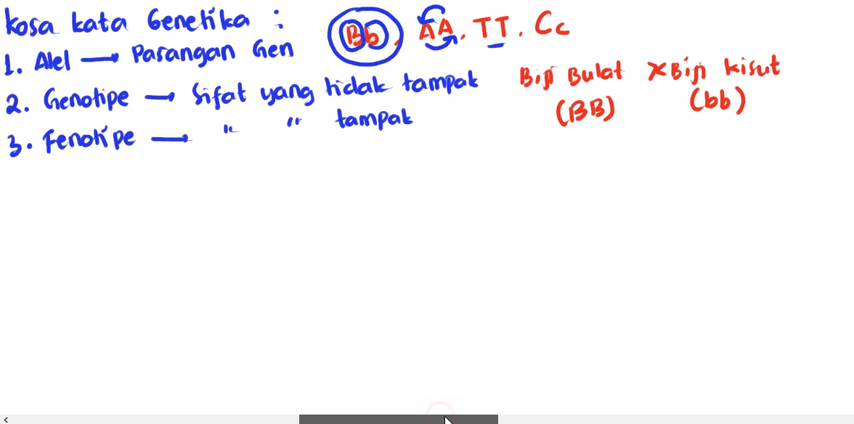 Kosa kata Genetika :
1. Alel → Pasangan Gen
2. Genotipe → Sifat yang tidak tampak
3. Fenotipe → " " tampak
Bb, AA, TT, Cc
Biji Bulat × Biji kisut
(BB) (bb)